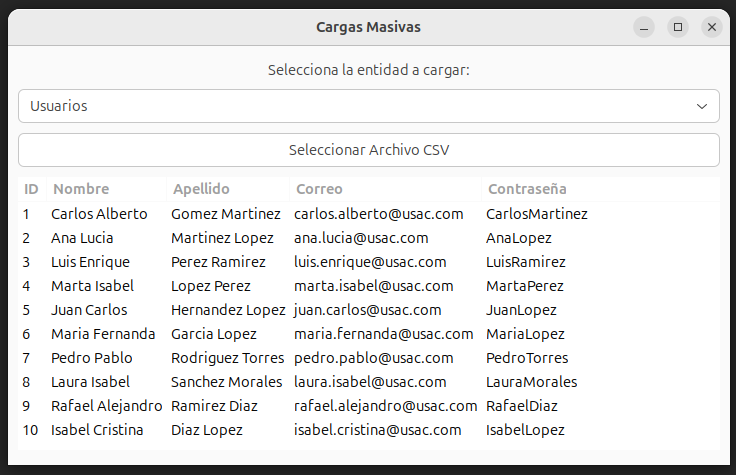 Cargas Masivas
Selecciona la entidad a cargar:
Usuarios
Seleccionar Archivo CSV
ID Nombre Apellido Correo Contraseña
1 Carlos Alberto Gomez Martinez carlos.alberto@usac.com CarlosMartinez
2 Ana Lucia Martinez Lopez ana.lucia@usac.com AnaLopez
3 Luis Enrique Perez Ramirez luis.enrique@usac.com LuisRamirez
4 Marta Isabel Lopez Perez marta.isabel@usac.com MartaPerez
5 Juan Carlos Hernandez Lopez juan.carlos@usac.com JuanLopez
6 Maria Fernanda Garcia Lopez maria.fernanda@usac.com MariaLopez
7 Pedro Pablo Rodriguez Torres pedro.pablo@usac.com PedroTorres
8 Laura Isabel Sanchez Morales laura.isabel@usac.com LauraMorales
9 Rafael Alejandro Ramirez Diaz rafael.alejandro@usac.com RafaelDiaz
10 Isabel Cristina Diaz Lopez isabel.cristina@usac.com IsabelLopez